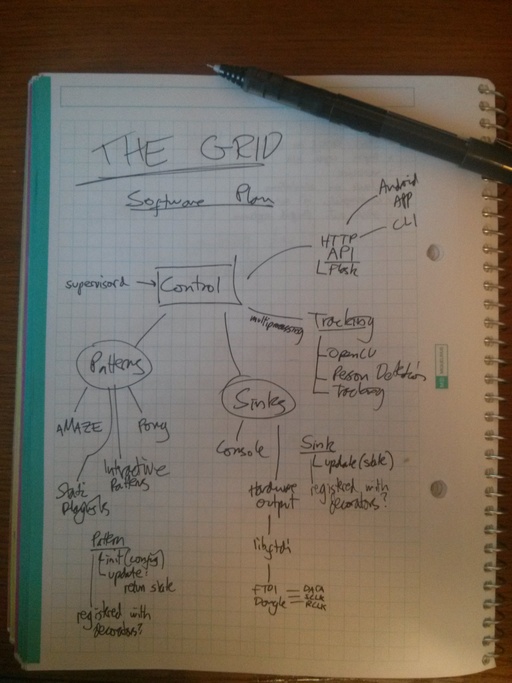 THE GRID
Software Plan
Android
APP
CLI
HTTP
API
Flask
supervisord
Control
multiprocessing
Tracking
OpenCV
Person Detection
Tracking
Patterns
Sinks
AMAZE
Pong
Interactive
Patterns
Static
Playlists
Console
Sink
update(state)
registered with
decorators?
Hardware
output
libftdi
FTDI
Dongle
DATA
SCLK
RCLK
Pattern
init(config)
update:
return state
registered with
decorators?